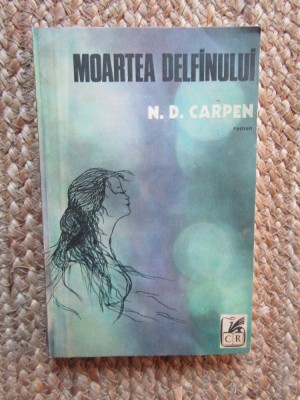 MOARTEA DELFINULUI
N. D. CARPEN
roman
CR